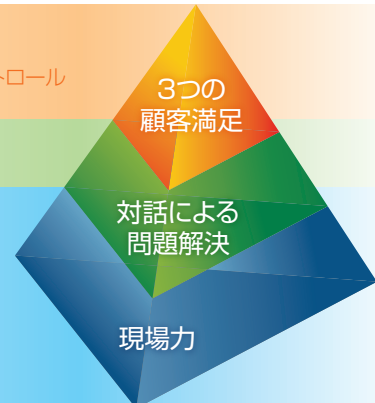 トロール
3つの
顧客満足
対話による
問題解決
現場力